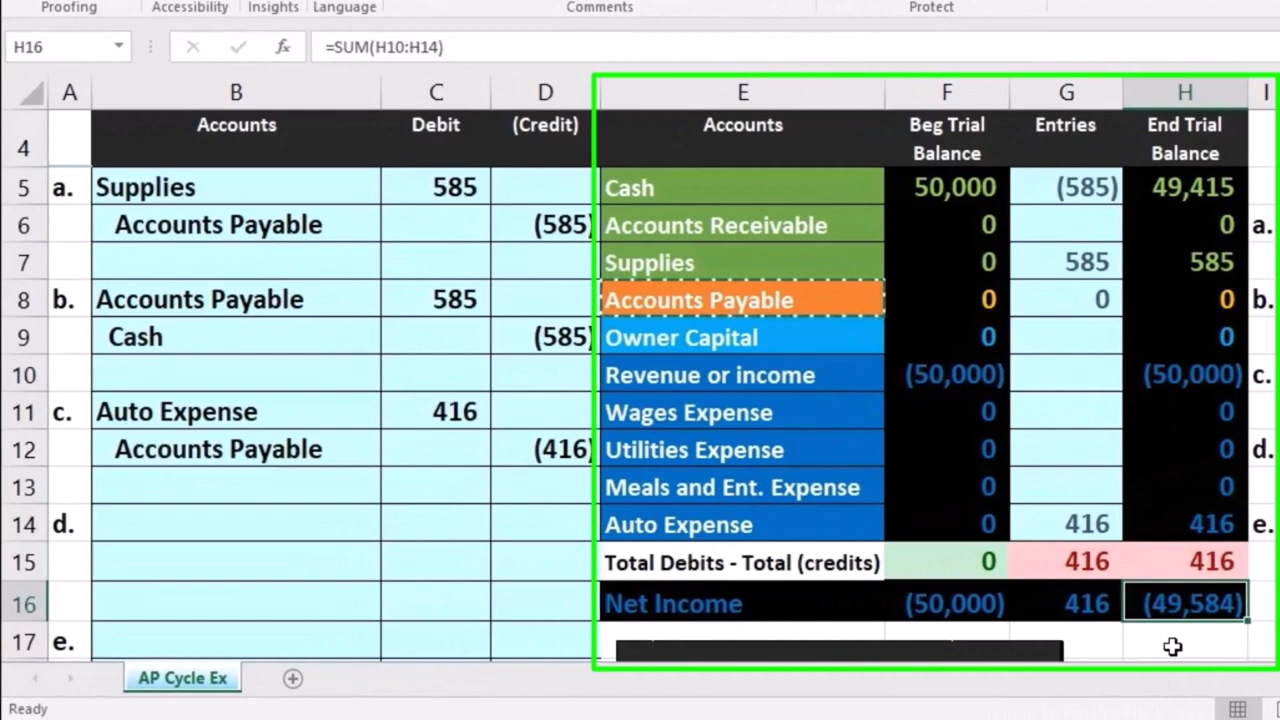 Proofing Accessibility Insights Language Comments Protect
H16 fx =SUM(H10:H14)
A B C D E F G H I
4 Accounts Debit (Credit) Accounts Beg Trial Balance Entries End Trial Balance
5 a. Supplies 585 Cash 50,000 (585) 49,415
6 Accounts Payable (585) Accounts Receivable 0 0 a.
7 Supplies 0 585 585
8 b. Accounts Payable 585 Accounts Payable 0 0 0 b.
9 Cash (585) Owner Capital 0 0
10 Revenue or income (50,000) (50,000) c.
11 c. Auto Expense 416 Wages Expense 0 0
12 Accounts Payable (416) Utilities Expense 0 0 d.
13 Meals and Ent. Expense 0 0
14 d. Auto Expense 0 416 416 e.
15 Total Debits - Total (credits) 0 416 416
16 Net Income (50,000) 416 (49,584)
17 e.
AP Cycle Ex
Ready